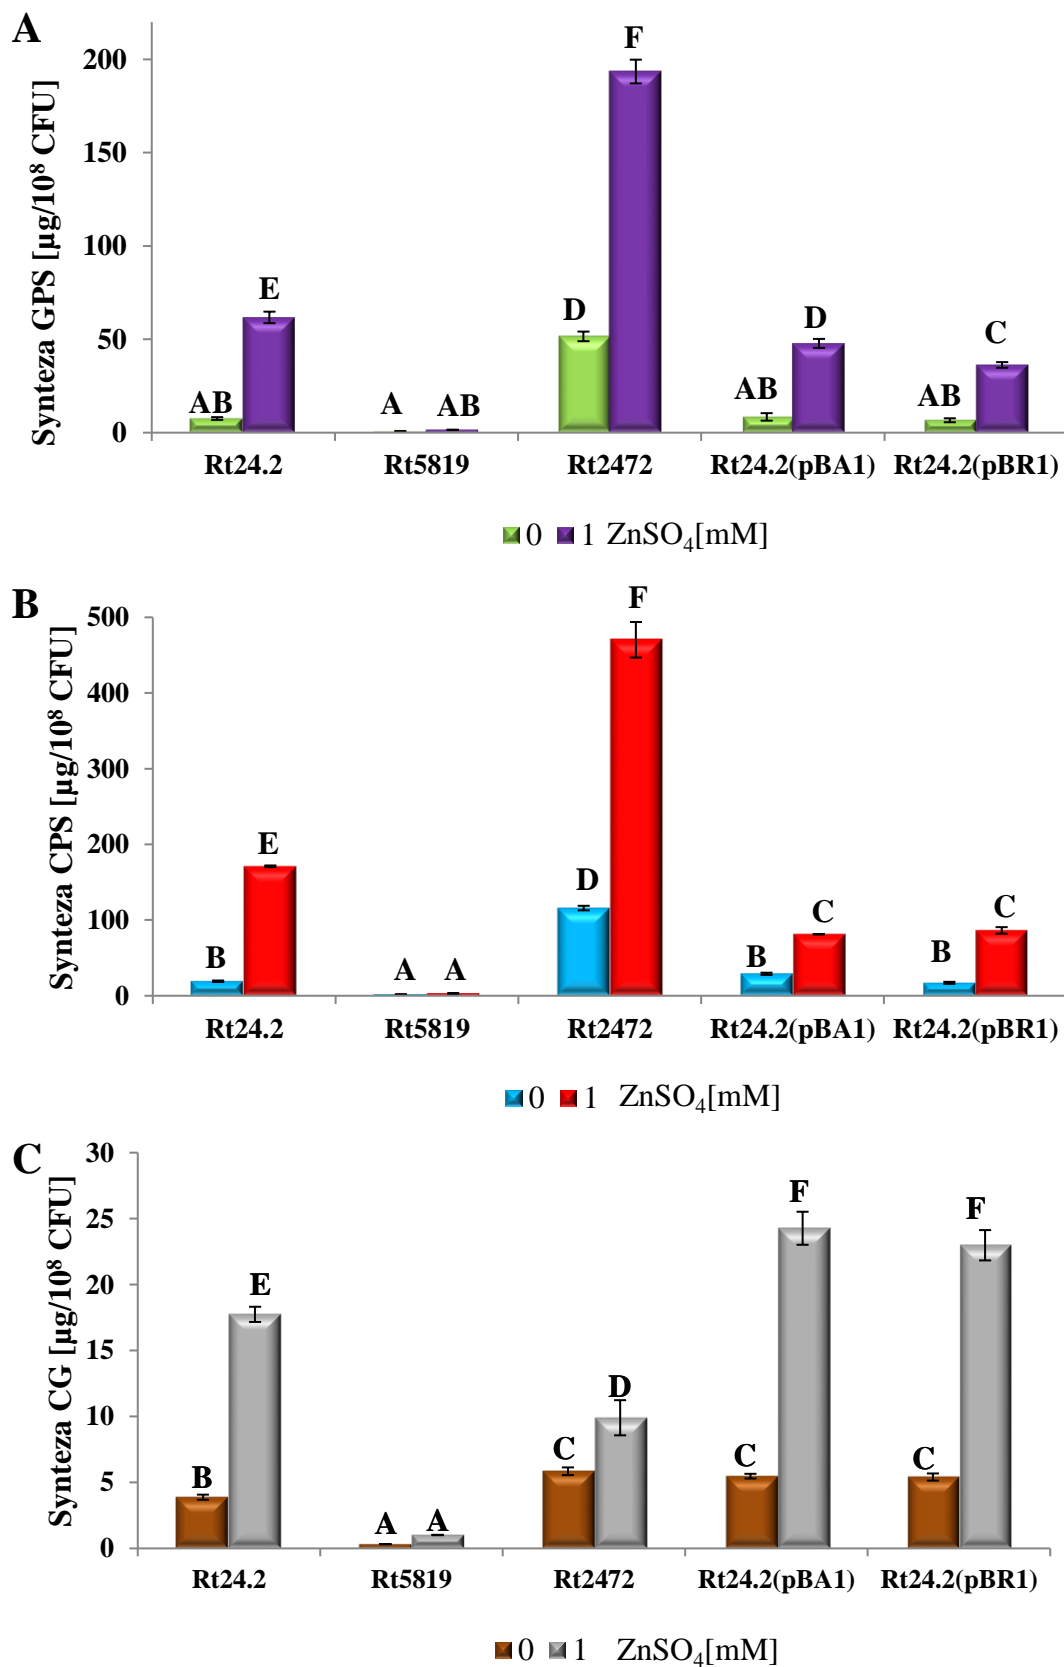 A
Synteza GPS [µg/10⁸ CFU]
200
150
100
50
0
AB
E
A
AB
D
F
AB
D
AB
C
Rt24.2 Rt5819 Rt2472 Rt24.2(pBA1) Rt24.2(pBR1)
0 1 ZnSO₄[mM]
B
Synteza CPS [µg/10⁸ CFU]
500
400
300
200
100
0
B
E
A
A
D
F
B
C
B
C
Rt24.2 Rt5819 Rt2472 Rt24.2(pBA1) Rt24.2(pBR1)
0 1 ZnSO₄[mM]
C
Synteza CG [µg/10⁸ CFU]
30
25
20
15
10
5
0
B
E
A
A
C
D
C
F
C
F
Rt24.2 Rt5819 Rt2472 Rt24.2(pBA1) Rt24.2(pBR1)
0 1 ZnSO₄[mM]